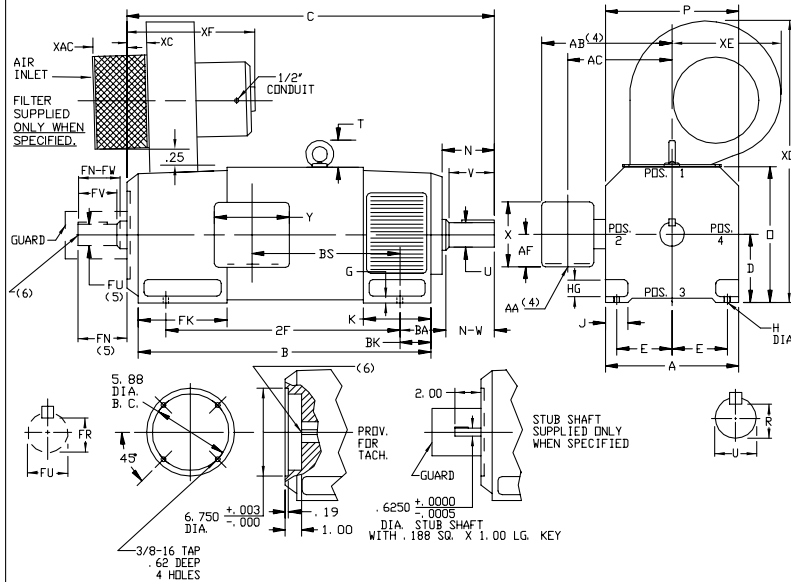 C
P
XF
XAC
XC
AB (4)
XE
AC
AIR
INLET
1/2"
CONDUIT
FILTER
SUPPLIED
ONLY WHEN
SPECIFIED.
T
XD
.25
N
V
FN-FW
FV
POS. 1
Y
X
GUARD
BS
POS.
2
POS.
4
AF
O
D
G
U
(6)
FU
(5)
AA (4)
HG
POS. 3
FK
K
J
H
DIA
FN
(5)
2F
BA
N-W
E
E
BK
B
A
(6)
5.88
DIA.
B. C.
2.00
PROV.
FOR
TACH.
STUB SHAFT
SUPPLIED ONLY
WHEN SPECIFIED
FR
R
FU
45°
GUARD
U
6.750 +.003
-.000
DIA.
.19
1.00
.6250 +.0000
-.0005
DIA. STUB SHAFT
WITH .188 SQ. X 1.00 LG. KEY
3/8-16 TAP
.62 DEEP
4 HOLES